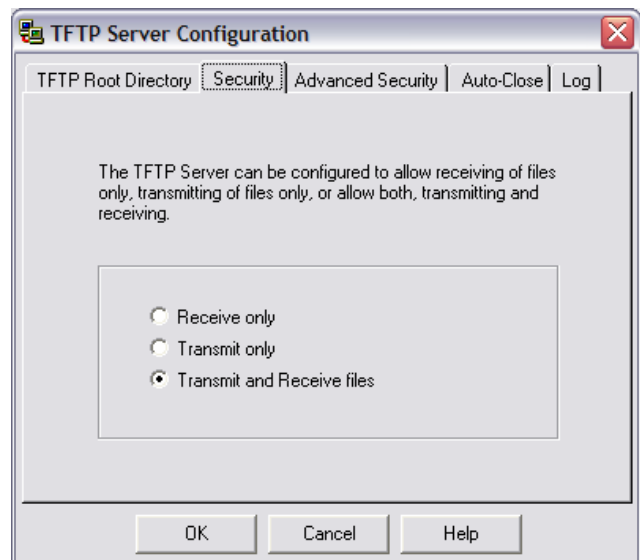 TFTP Server Configuration
TFTP Root Directory Security Advanced Security Auto-Close Log
The TFTP Server can be configured to allow receiving of files
only, transmitting of files only, or allow both, transmitting and
receiving.
Receive only
Transmit only
Transmit and Receive files
OK Cancel Help